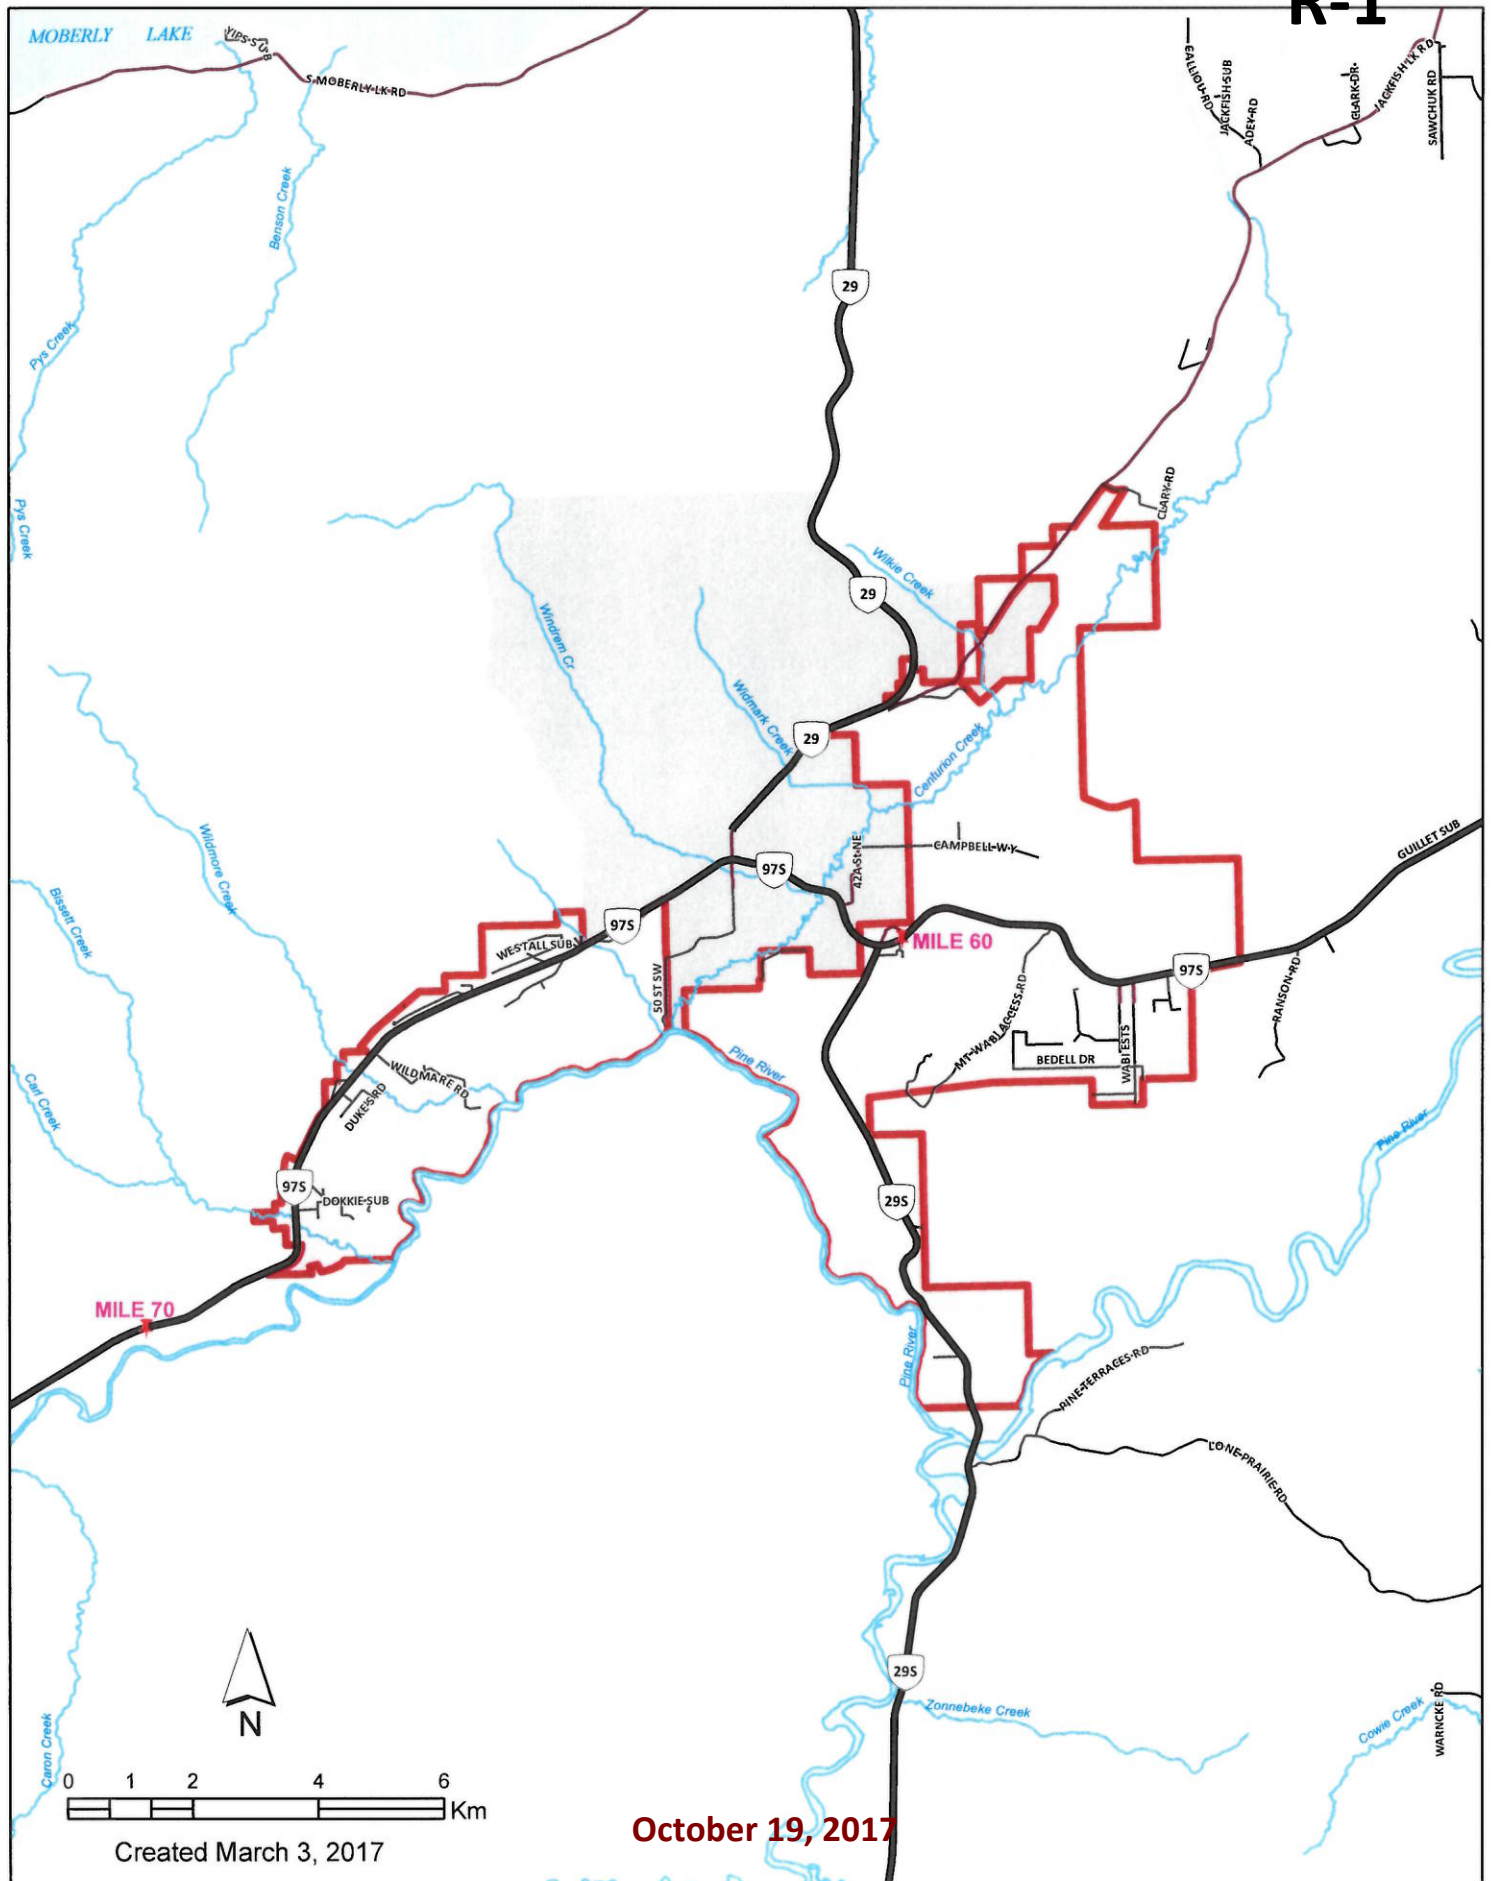 R-1
MOBERLY LAKE
YIPS-SUB
S MOBERLY-LK-RD
JACKFISH-SUB
ADEY-RD
CLARK-DR
JACKFISH-LK RD
SAWCHUK RD
Benson Creek
Pys Creek
29
Pys Creek
CLARY-RD
Wilkie Creek
29
Windrem Cr
Widmark Creek
29
Centurion Creek
Wildmore Creek
Bissett Creek
97S
42A-St-NE
CAMPBELL-WY
GUILLET SUB
97S
WESTALL SUB
MILE 60
50 ST SW
97S
RANSON-RD
MT-WABI-ACCESS-RD
BEDELL DR
WABI ESTS
Pine River
WILDMARE RD
DUKE'S-RD
Carl Creek
Pine River
97S
DOKKIE-SUB
29S
MILE 70
Pine River
PINE-TERRACES-RD
LONE-PRAIRIE-RD
29S
Zonnebeke Creek
Cowie Creek
WARNCKE RD
Caron Creek
N
0 1 2 4 6
Km
Created March 3, 2017
October 19, 2017